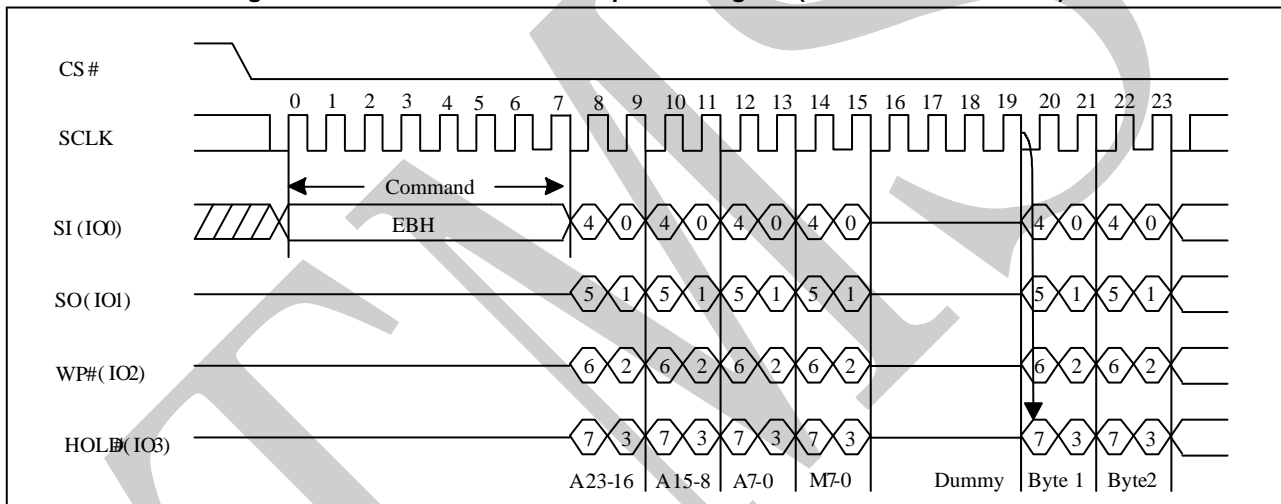 CS#
0 1 2 3 4 5 6 7 8 9 10 11 12 13 14 15 16 17 18 19 20 21 22 23
SCLK
Command
SI(IO0) EBH 4 0 4 0 4 0 4 0 4 0 4 0
SO(IO1) 5 1 5 1 5 1 5 1 5 1 5 1
WP#(IO2) 6 2 6 2 6 2 6 2 6 2 6 2
HOLD#(IO3) 7 3 7 3 7 3 7 3 7 3 7 3
A23-16 A15-8 A7-0 M7-0 Dummy Byte 1 Byte2